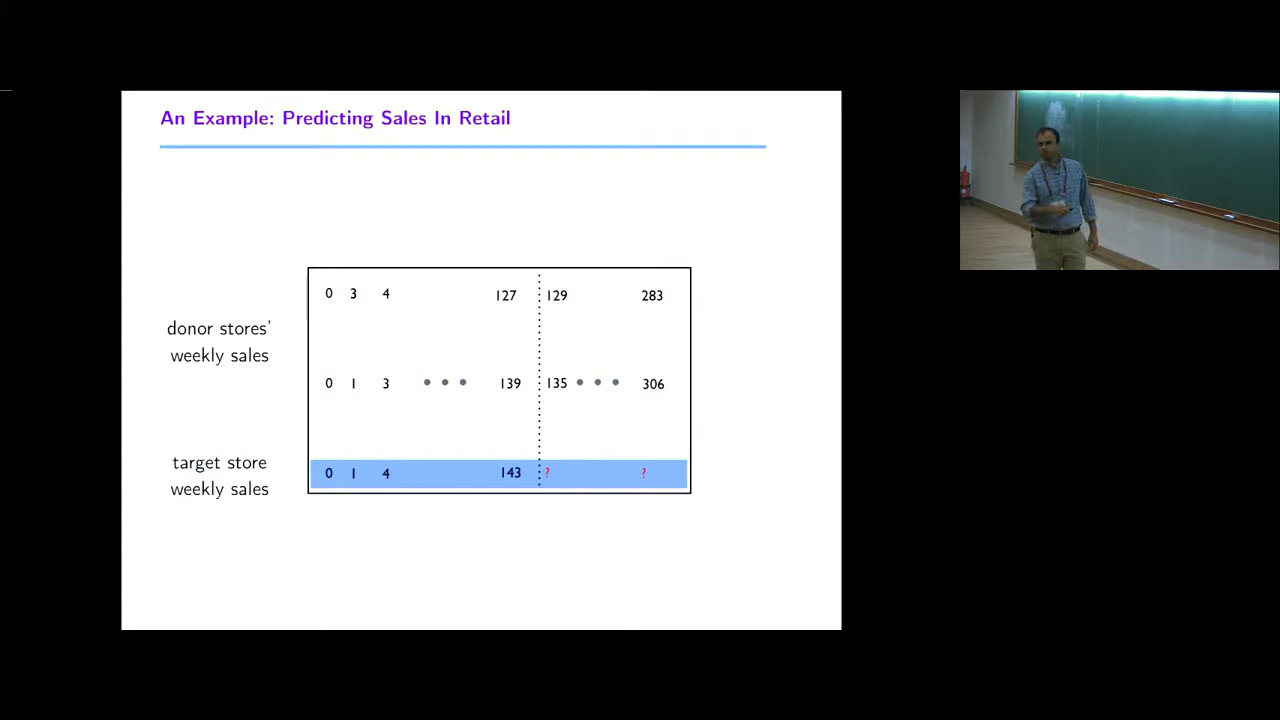 An Example: Predicting Sales In Retail
0 3 4 127 129 283
donor stores'
weekly sales
0 1 3 • • • 139 135 • • • 306
target store
weekly sales
0 1 4 143 ? ?